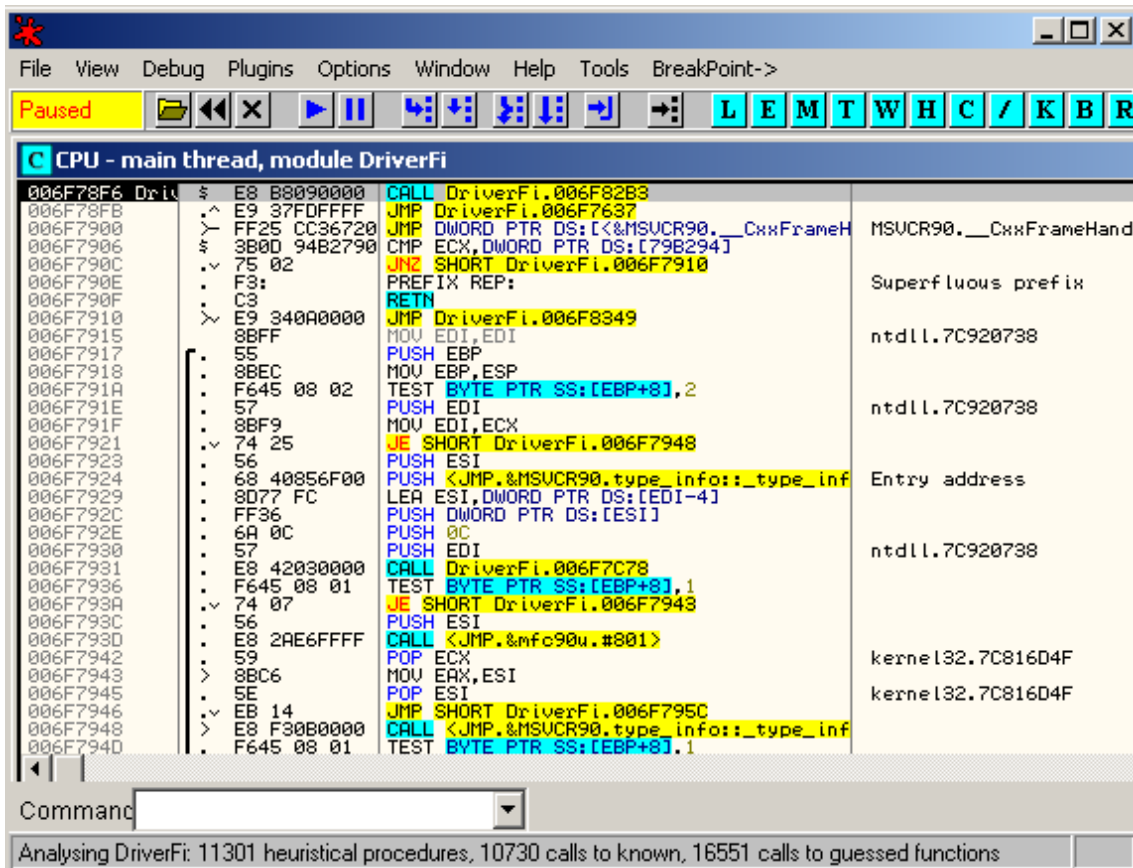 File View Debug Plugins Options Window Help Tools BreakPoint->
Paused L E M T W H C / K B R
C CPU - main thread, module DriverFi
006F78F6 Driv $ E8 B8090000 CALL DriverFi.006F82B3
006F78FB .^ E9 37FDFFFF JMP DriverFi.006F7637
006F7900 >- FF25 CC36720 JMP DWORD PTR DS:[<&MSVCR90.__CxxFrameH MSVCR90.__CxxFrameHand
006F7906 $ 3B0D 94B2790 CMP ECX,DWORD PTR DS:[79B294]
006F790C .v 75 02 JNZ SHORT DriverFi.006F7910
006F790E . F3: PREFIX REP: Superfluous prefix
006F790F . C3 RETN
006F7910 >v E9 340A0000 JMP DriverFi.006F8349
006F7915 8BFF MOV EDI,EDI ntdll.7C920738
006F7917 . 55 PUSH EBP
006F7918 . 8BEC MOV EBP,ESP
006F791A . F645 08 02 TEST BYTE PTR SS:[EBP+8],2
006F791E . 57 PUSH EDI ntdll.7C920738
006F791F . 8BF9 MOV EDI,ECX
006F7921 .v 74 25 JE SHORT DriverFi.006F7948
006F7923 . 56 PUSH ESI
006F7924 . 68 40856F00 PUSH <JMP.&MSVCR90.type_info::_type_inf Entry address
006F7929 . 8D77 FC LEA ESI,DWORD PTR DS:[EDI-4]
006F792C . FF36 PUSH DWORD PTR DS:[ESI]
006F792E . 6A 0C PUSH 0C
006F7930 . 57 PUSH EDI ntdll.7C920738
006F7931 . E8 42030000 CALL DriverFi.006F7C78
006F7936 . F645 08 01 TEST BYTE PTR SS:[EBP+8],1
006F793A .v 74 07 JE SHORT DriverFi.006F7943
006F793C . 56 PUSH ESI
006F793D . E8 2AE6FFFF CALL <JMP.&mfc90u.#801>
006F7942 . 59 POP ECX kernel32.7C816D4F
006F7943 > 8BC6 MOV EAX,ESI
006F7945 . 5E POP ESI kernel32.7C816D4F
006F7946 .v EB 14 JMP SHORT DriverFi.006F795C
006F7948 > E8 F30B0000 CALL <JMP.&MSVCR90.type_info::_type_inf
006F794D . F645 08 01 TEST BYTE PTR SS:[EBP+8],1
Command
Analysing DriverFi: 11301 heuristical procedures, 10730 calls to known, 16551 calls to guessed functions